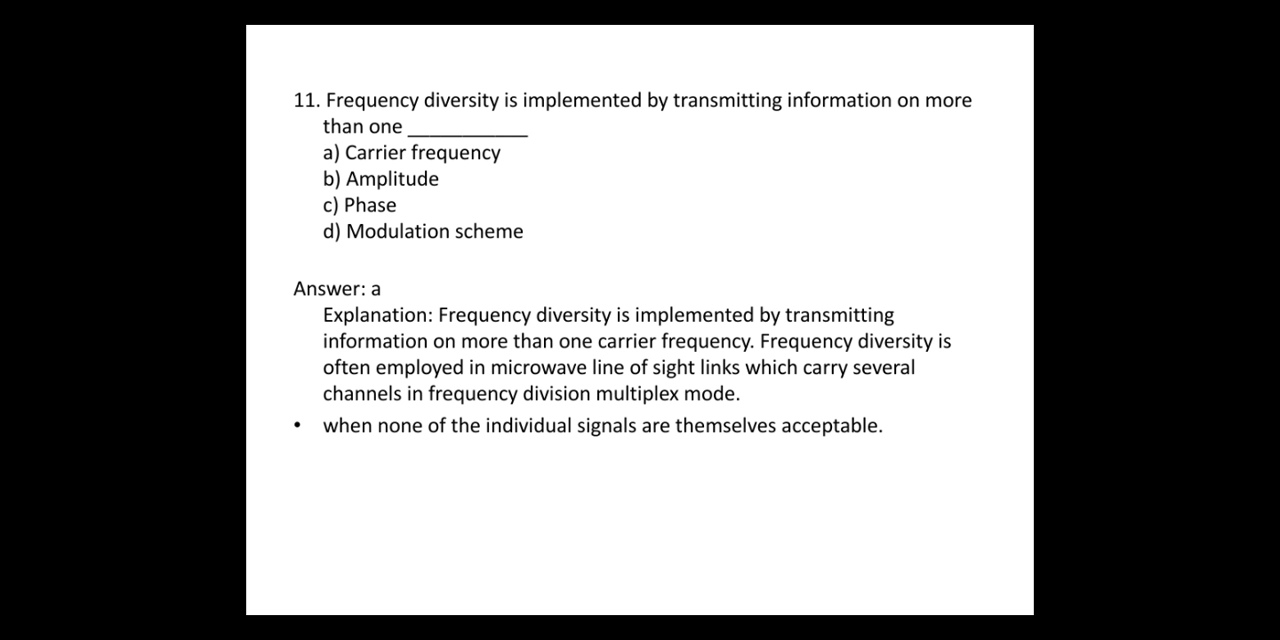 11. Frequency diversity is implemented by transmitting information on more
than one ___________
a) Carrier frequency
b) Amplitude
c) Phase
d) Modulation scheme
Answer: a
Explanation: Frequency diversity is implemented by transmitting
information on more than one carrier frequency. Frequency diversity is
often employed in microwave line of sight links which carry several
channels in frequency division multiplex mode.
• when none of the individual signals are themselves acceptable.